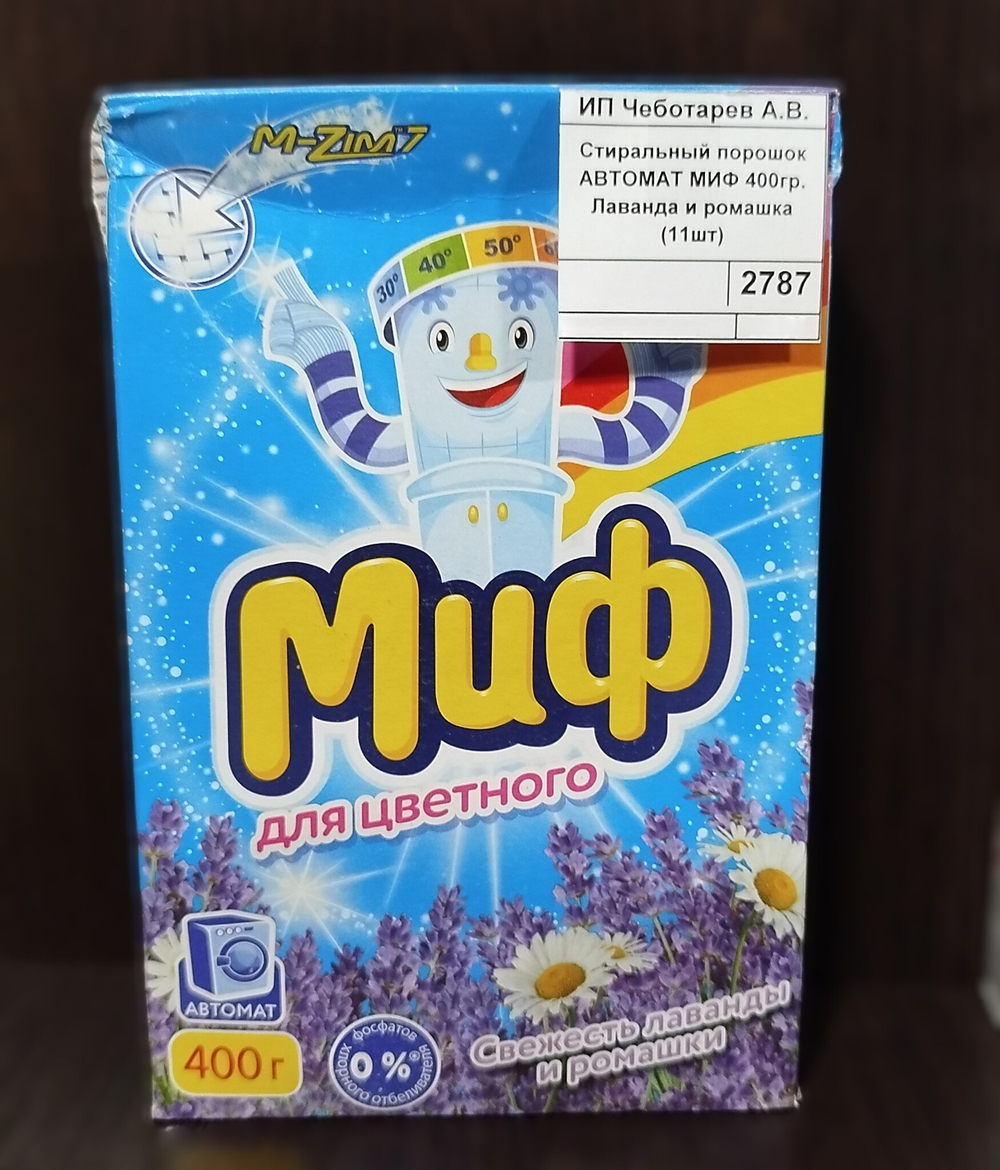 ИП Чеботарев А.В.
Стиральный порошок
АВТОМАТ МИФ 400гр.
Лаванда и ромашка
(11шт)
2787
M-ZIM™7
30° 40° 50°
Миф
для цветного
АВТОМАТ
400 г
фосфатов
0 %
хлорного отбеливателя
Свежесть лаванды
и ромашки